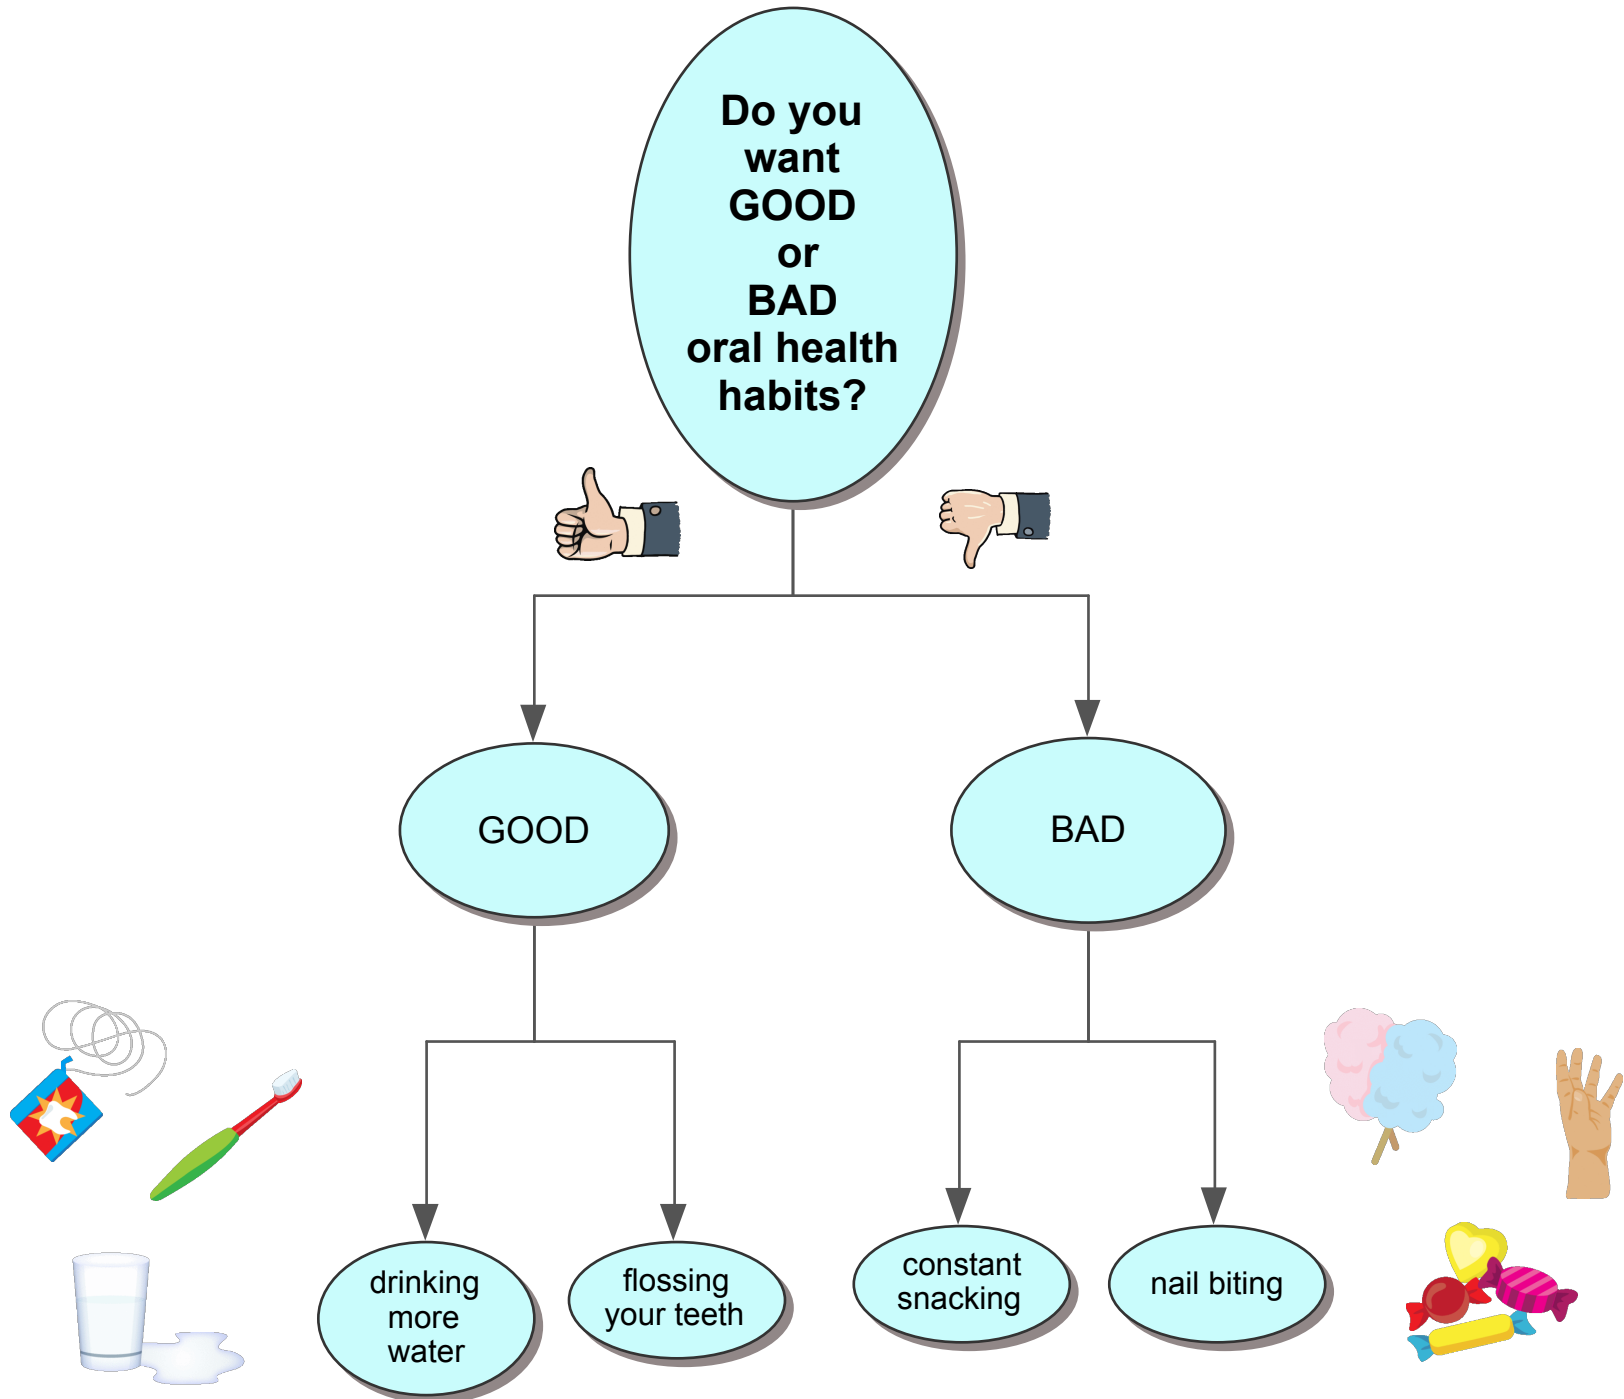 Do you
want
GOOD
or
BAD
oral health
habits?
GOOD
BAD
drinking
more
water
flossing
your teeth
constant
snacking
nail biting